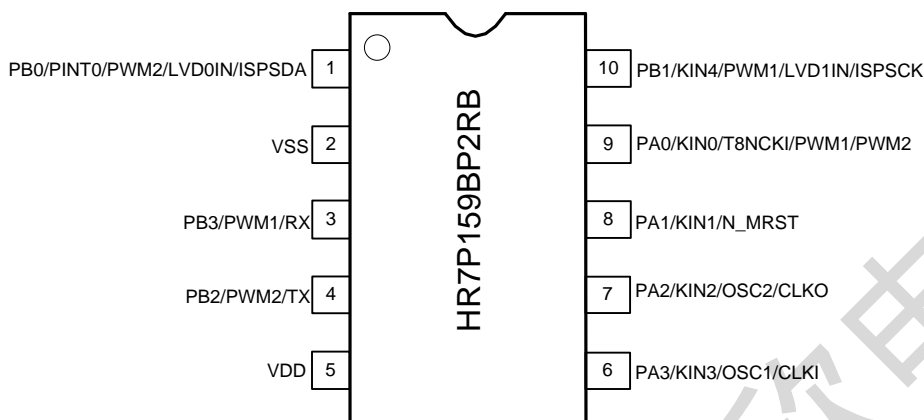 PB0/PINT0/PWM2/LVD0IN/ISPSDA 1
VSS 2
PB3/PWM1/RX 3
PB2/PWM2/TX 4
VDD 5
HR7P159BP2RB
10 PB1/KIN4/PWM1/LVD1IN/ISPSCK
9 PA0/KIN0/T8NCKI/PWM1/PWM2
8 PA1/KIN1/N_MRST
7 PA2/KIN2/OSC2/CLKO
6 PA3/KIN3/OSC1/CLKI